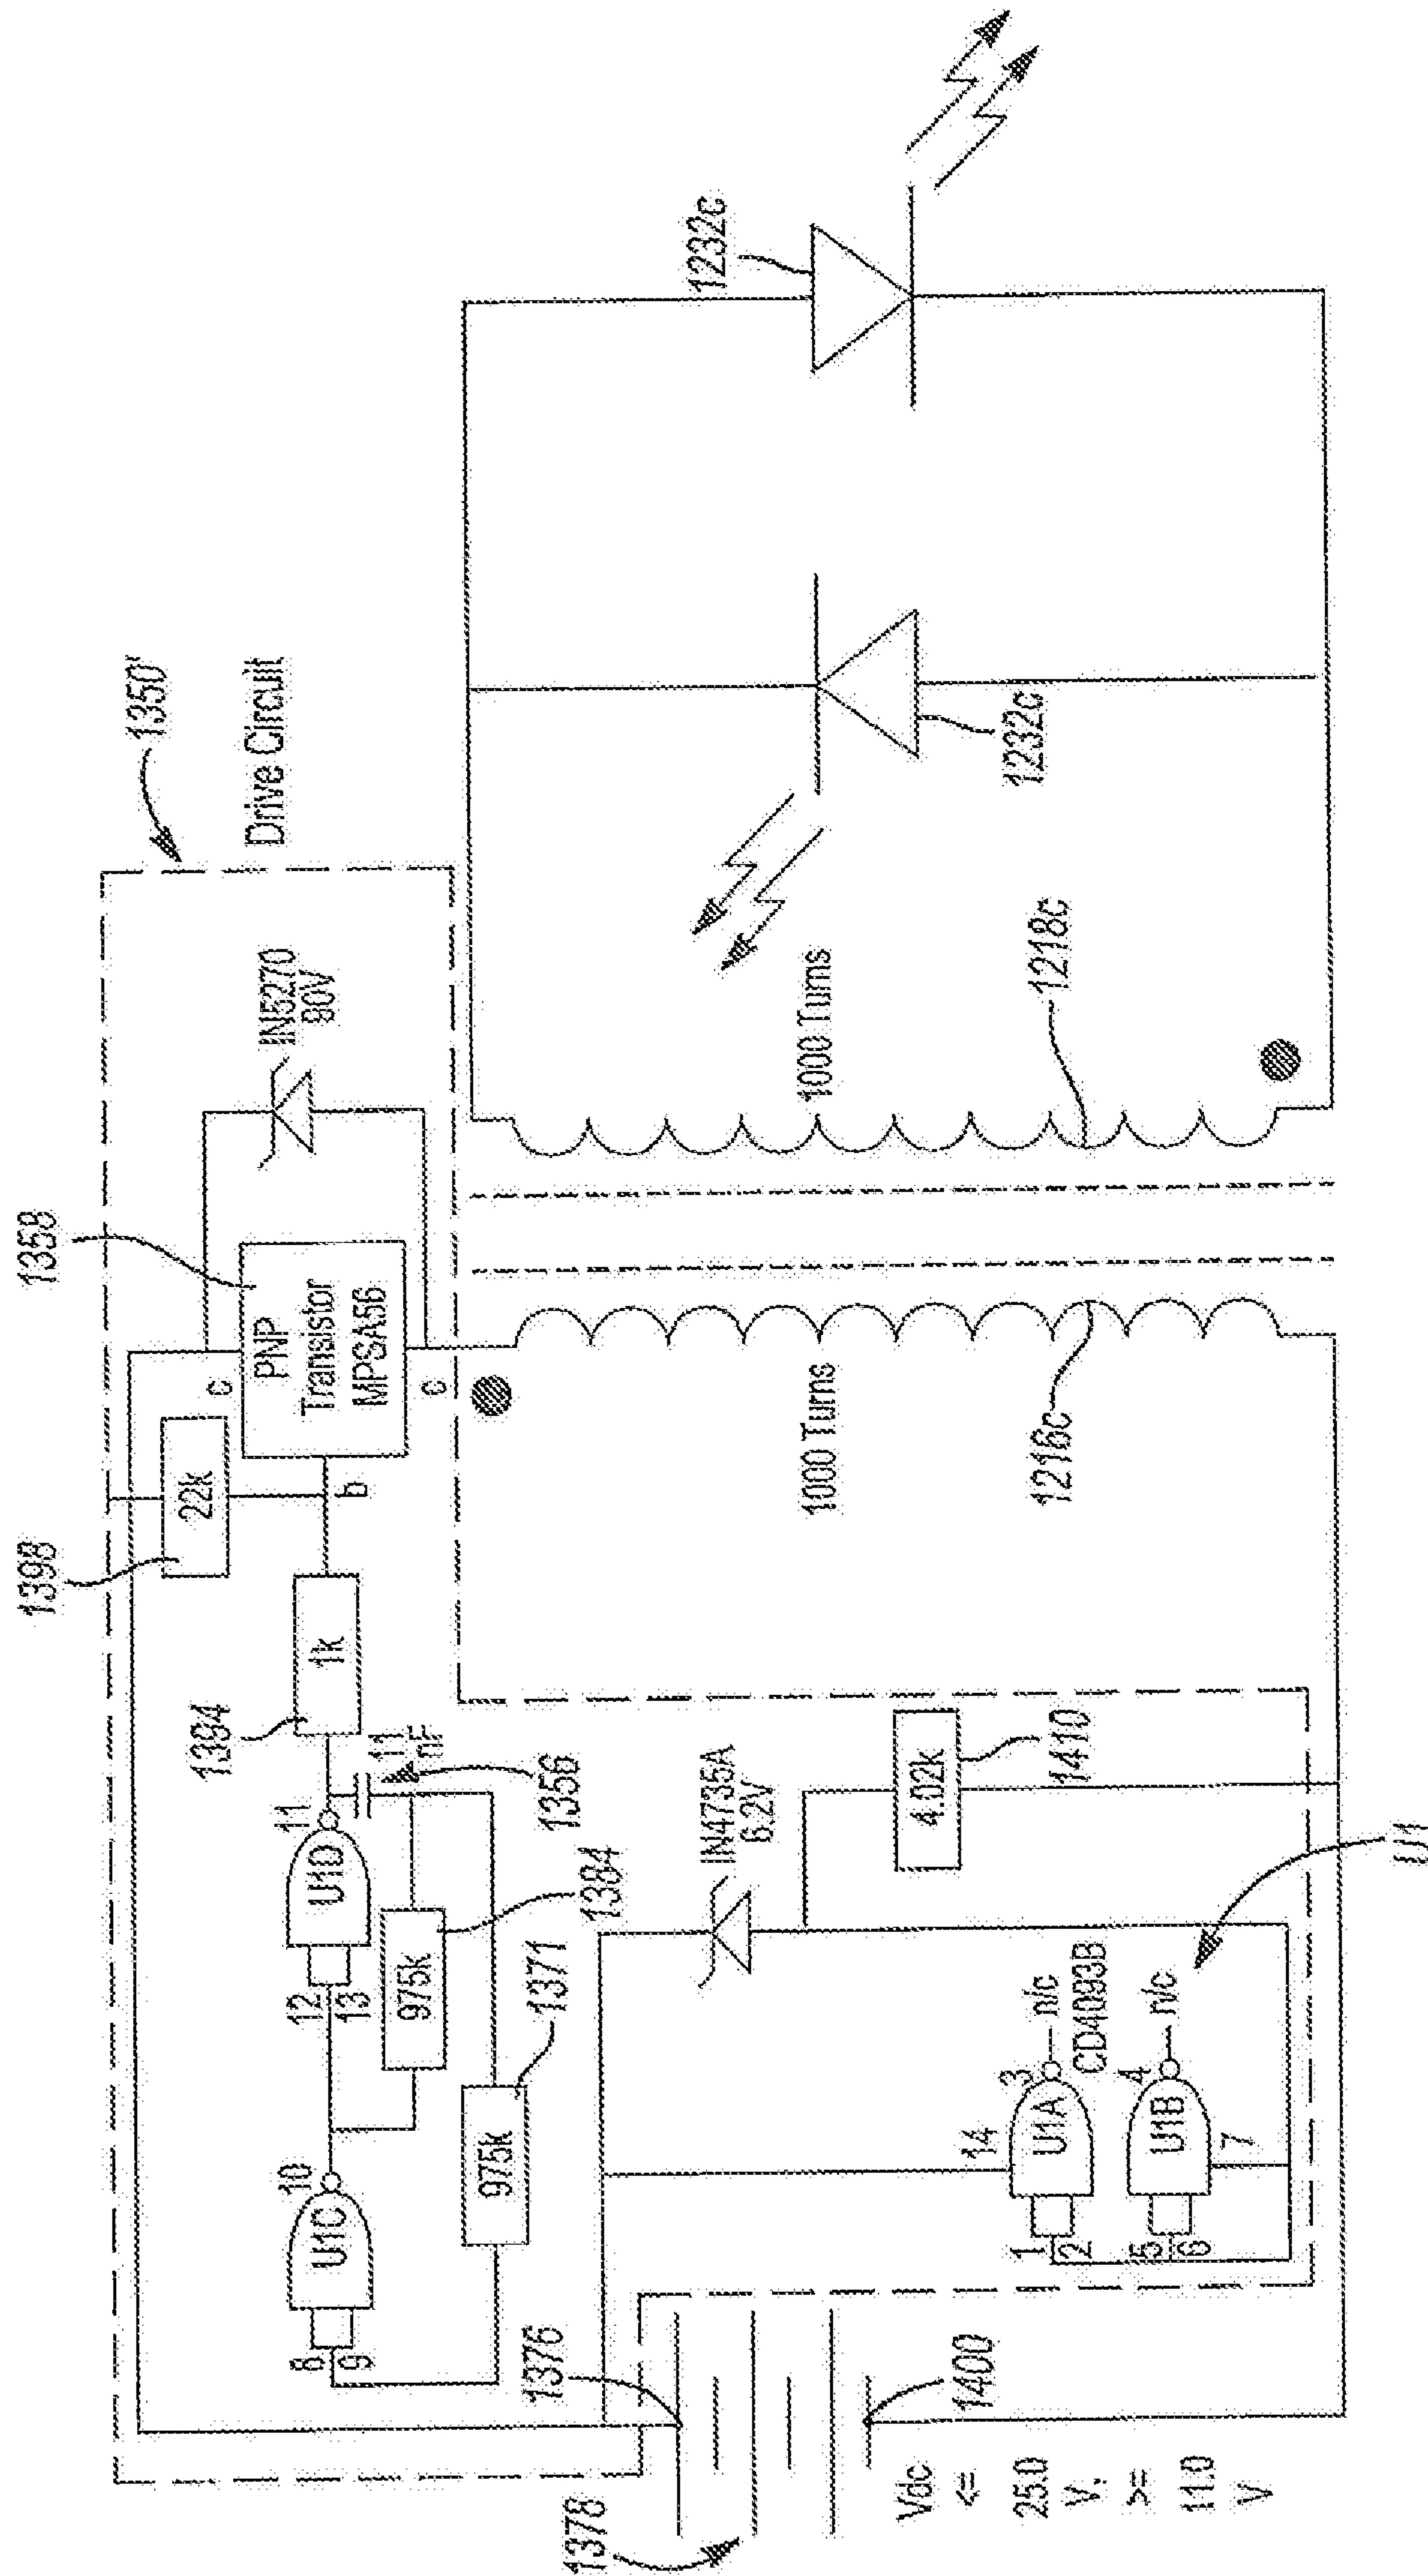 1350'
Drive Circuit
1398
1358
22k
c
PNP
Transistor
MPSA56
c
b
IN5270
80V
1394
1k
11
nF
1356
U1C
8
9
10
U1D
12
13
11
975k
1384
975k
1371
IN4735A
6.2V
4.02k
1410
1
2
U1A
14
3
n/c
CD4093B
5
6
U1B
7
4
n/c
U1
1376
1378
1400
Vdc
<=
25.0
V,
>=
11.0
V
1000 Turns
1216c
1000 Turns
1218c
1232c
1232c